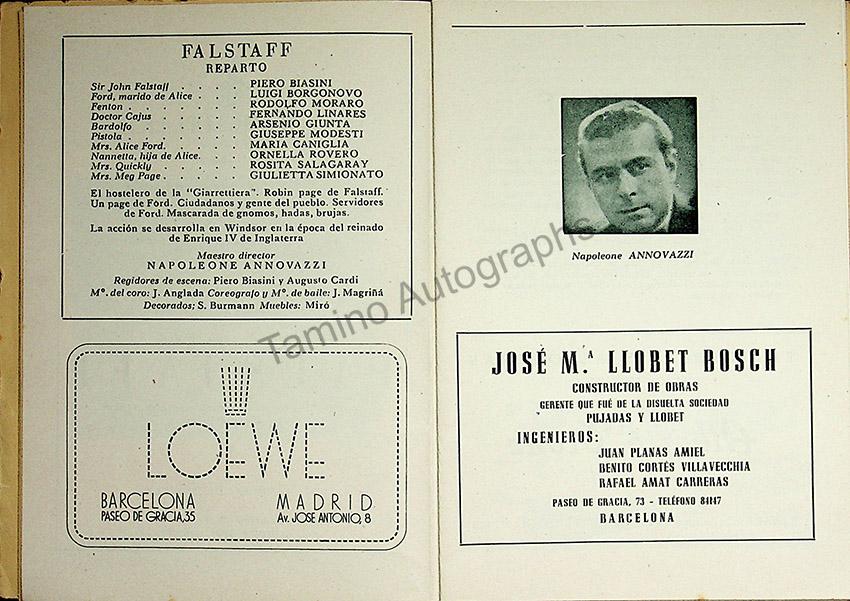 FALSTAFF
REPARTO
Sir John Falstaff . . . . PIERO BIASINI
Ford, marido de Alice . . . LUIGI BORGONOVO
Fenton . . . . . . RODOLFO MORARO
Doctor Cajus . . . . . FERNANDO LINARES
Bardolfo . . . . . . ARSENIO GIUNTA
Pistola . . . . . . GIUSEPPE MODESTI
Mrs. Alice Ford. . . . . MARIA CANIGLIA
Nannetta, hija de Alice. . . ORNELLA ROVERO
Mrs. Quickly . . . . . ROSITA SALAGARAY
Mrs. Meg Page . . . . . GIULIETTA SIMIONATO
El hostelero de la "Giarrettiera". Robin page de Falstaff.
Un page de Ford. Ciudadanos y gente del pueblo. Servidores
de Ford. Mascarada de gnomos, hadas, brujas.
La acción se desarrolla en Windsor en la época del reinado
de Enrique IV de Inglaterra
Maestro director
NAPOLEONE ANNOVAZZI
Regidores de escena: Piero Biasini y Augusto Cardi
Mº. del coro: J. Anglada Coreografo y Mº. de baile: J. Magriñá
Decorados; S. Burmann Muebles: Miró
LOEWE
BARCELONA
PASEO DE GRACIA, 35
MADRID
Av. JOSE ANTONIO, 8
Napoleone ANNOVAZZI
JOSÉ M.ª LLOBET BOSCH
CONSTRUCTOR DE OBRAS
GERENTE QUE FUÉ DE LA DISUELTA SOCIEDAD
PUJADAS Y LLOBET
INGENIEROS:
JUAN PLANAS AMIEL
BENITO CORTÉS VILLAVECCHIA
RAFAEL AMAT CARRERAS
PASEO DE GRACIA, 73 - TELÉFONO 84147
BARCELONA
Tamino Autographs